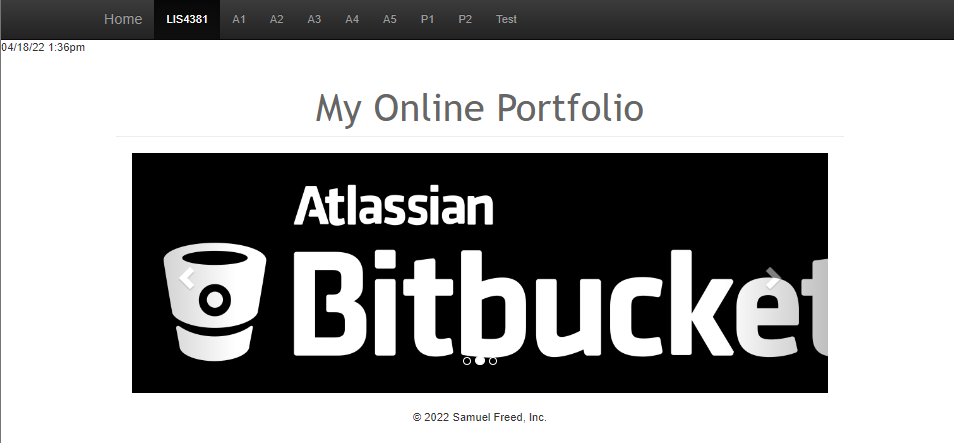 Home LIS4381 A1 A2 A3 A4 A5 P1 P2 Test
04/18/22 1:36pm
My Online Portfolio
Atlassian
Bitbucket
© 2022 Samuel Freed, Inc.